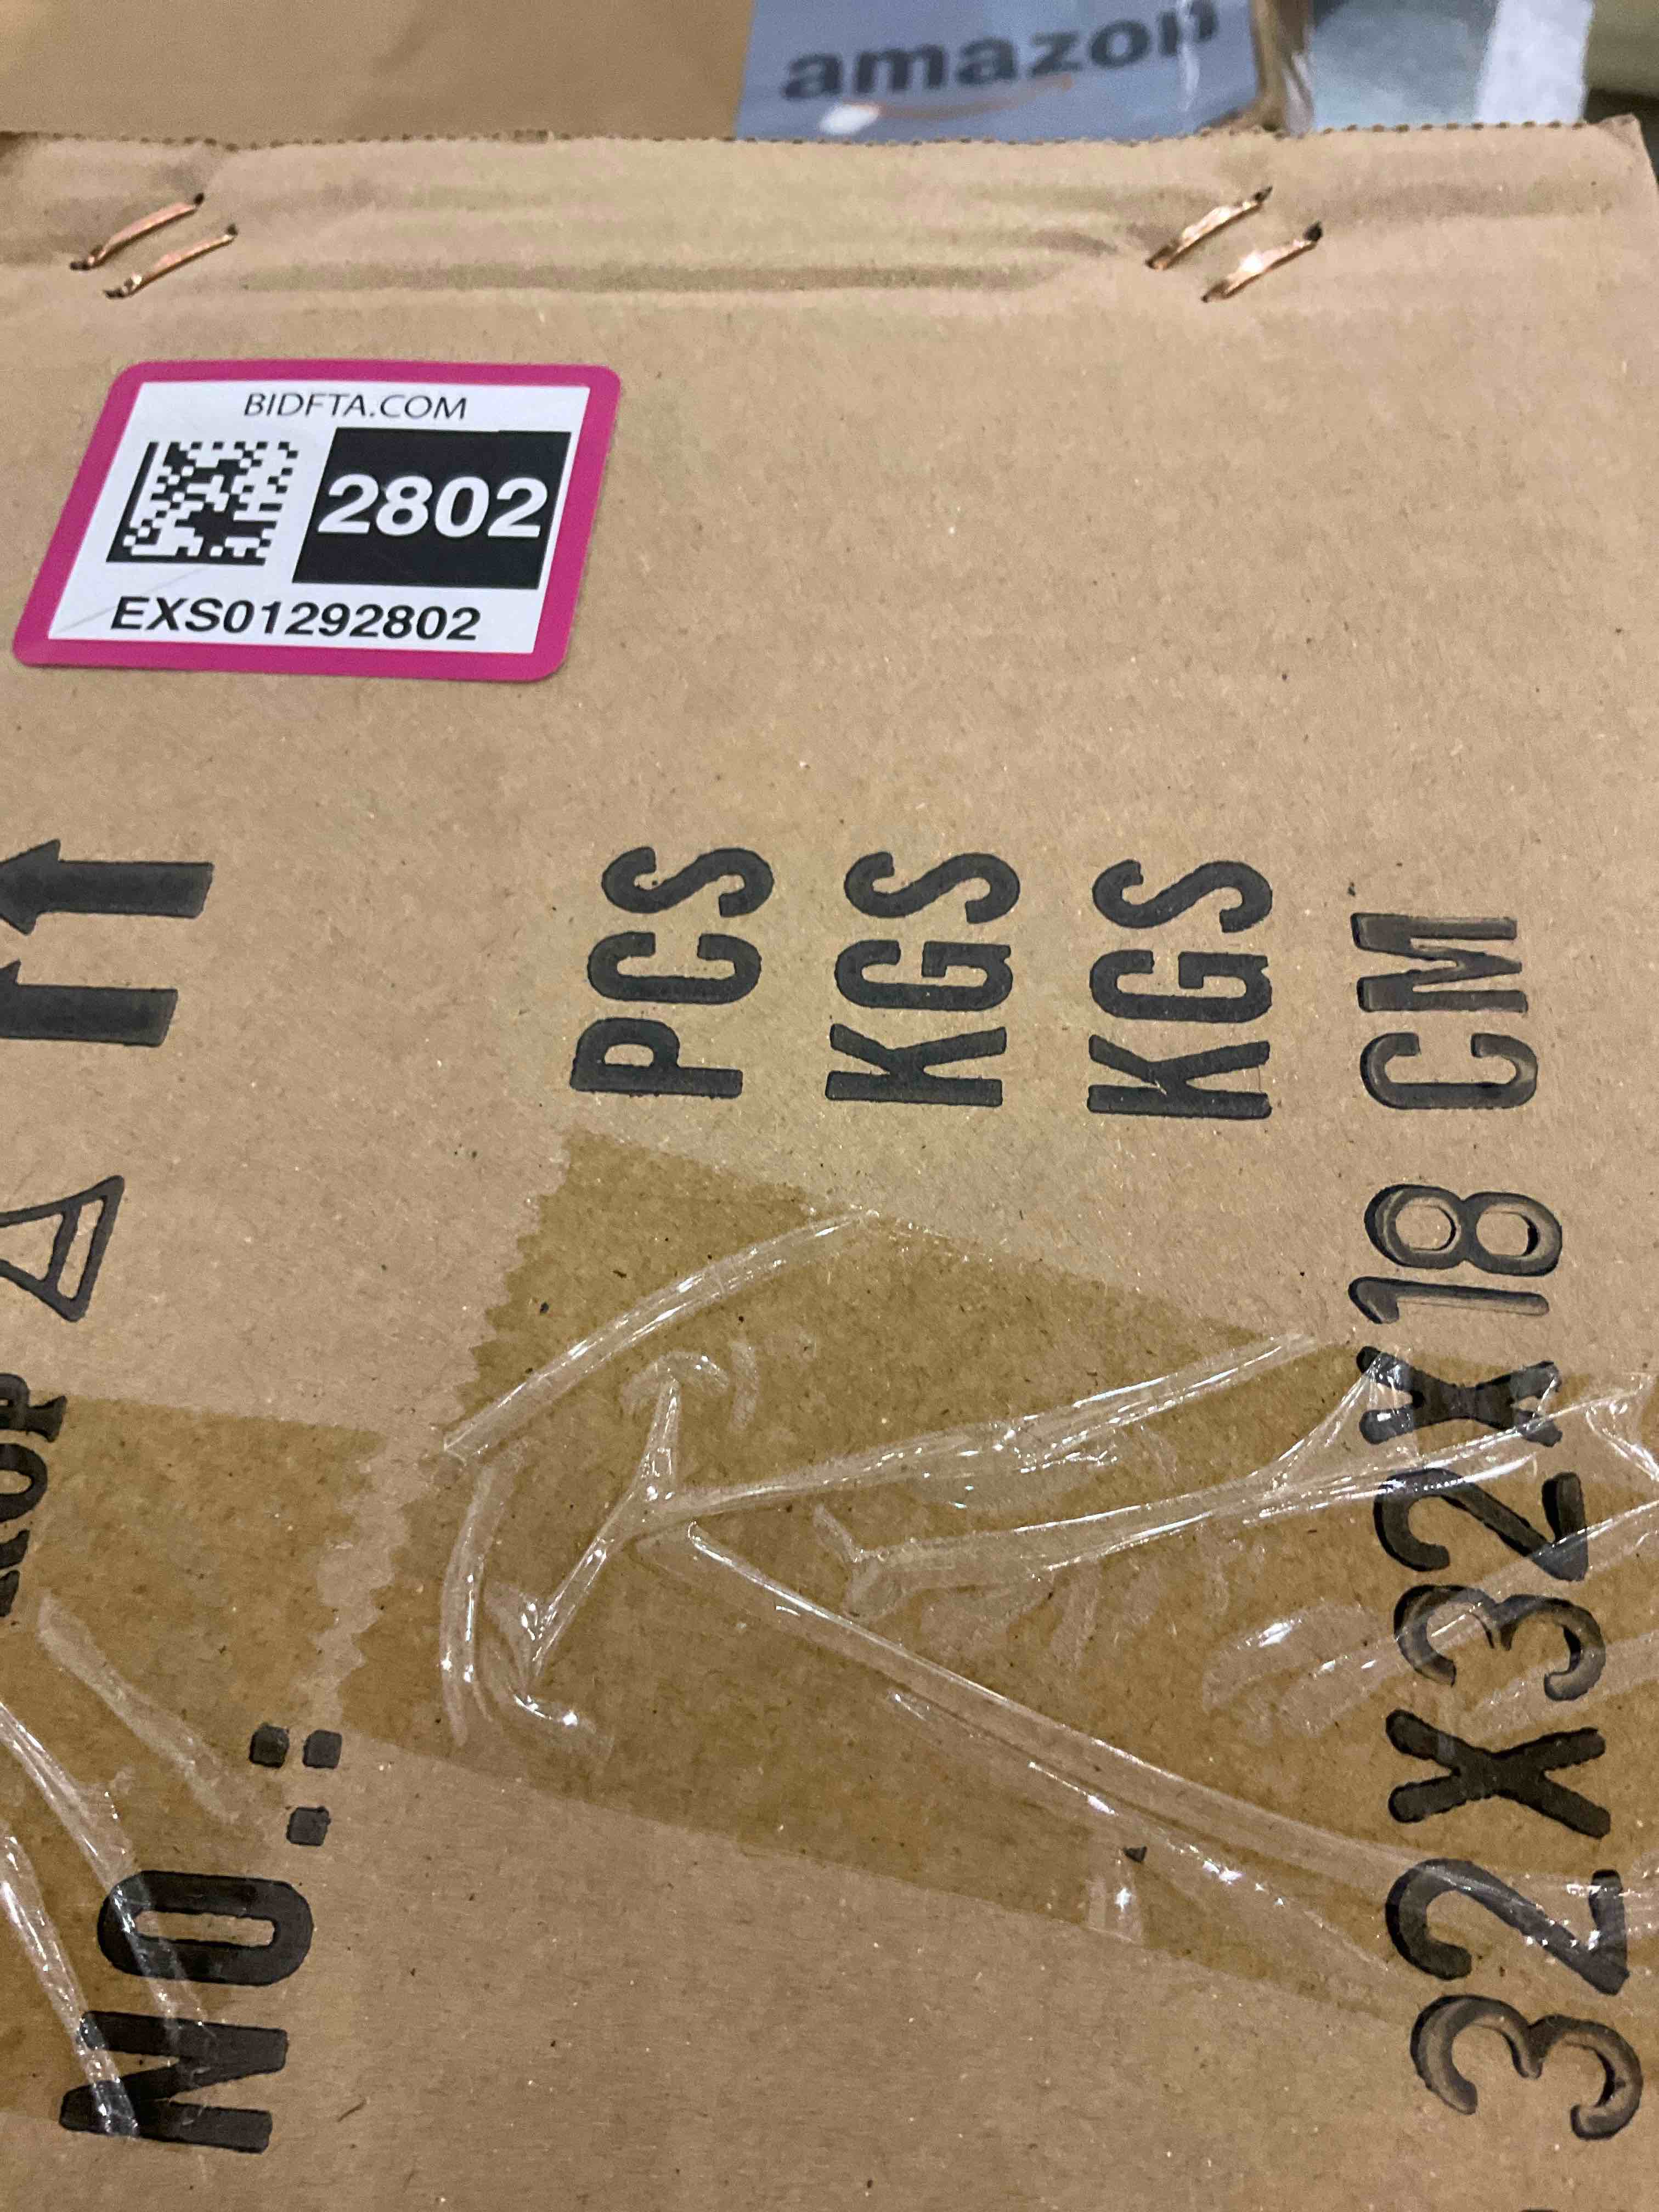 amazon
BIDFTA.COM
2802
EXS01292802
NO.:
PCS
KGS
KGS
32X32X18 CM